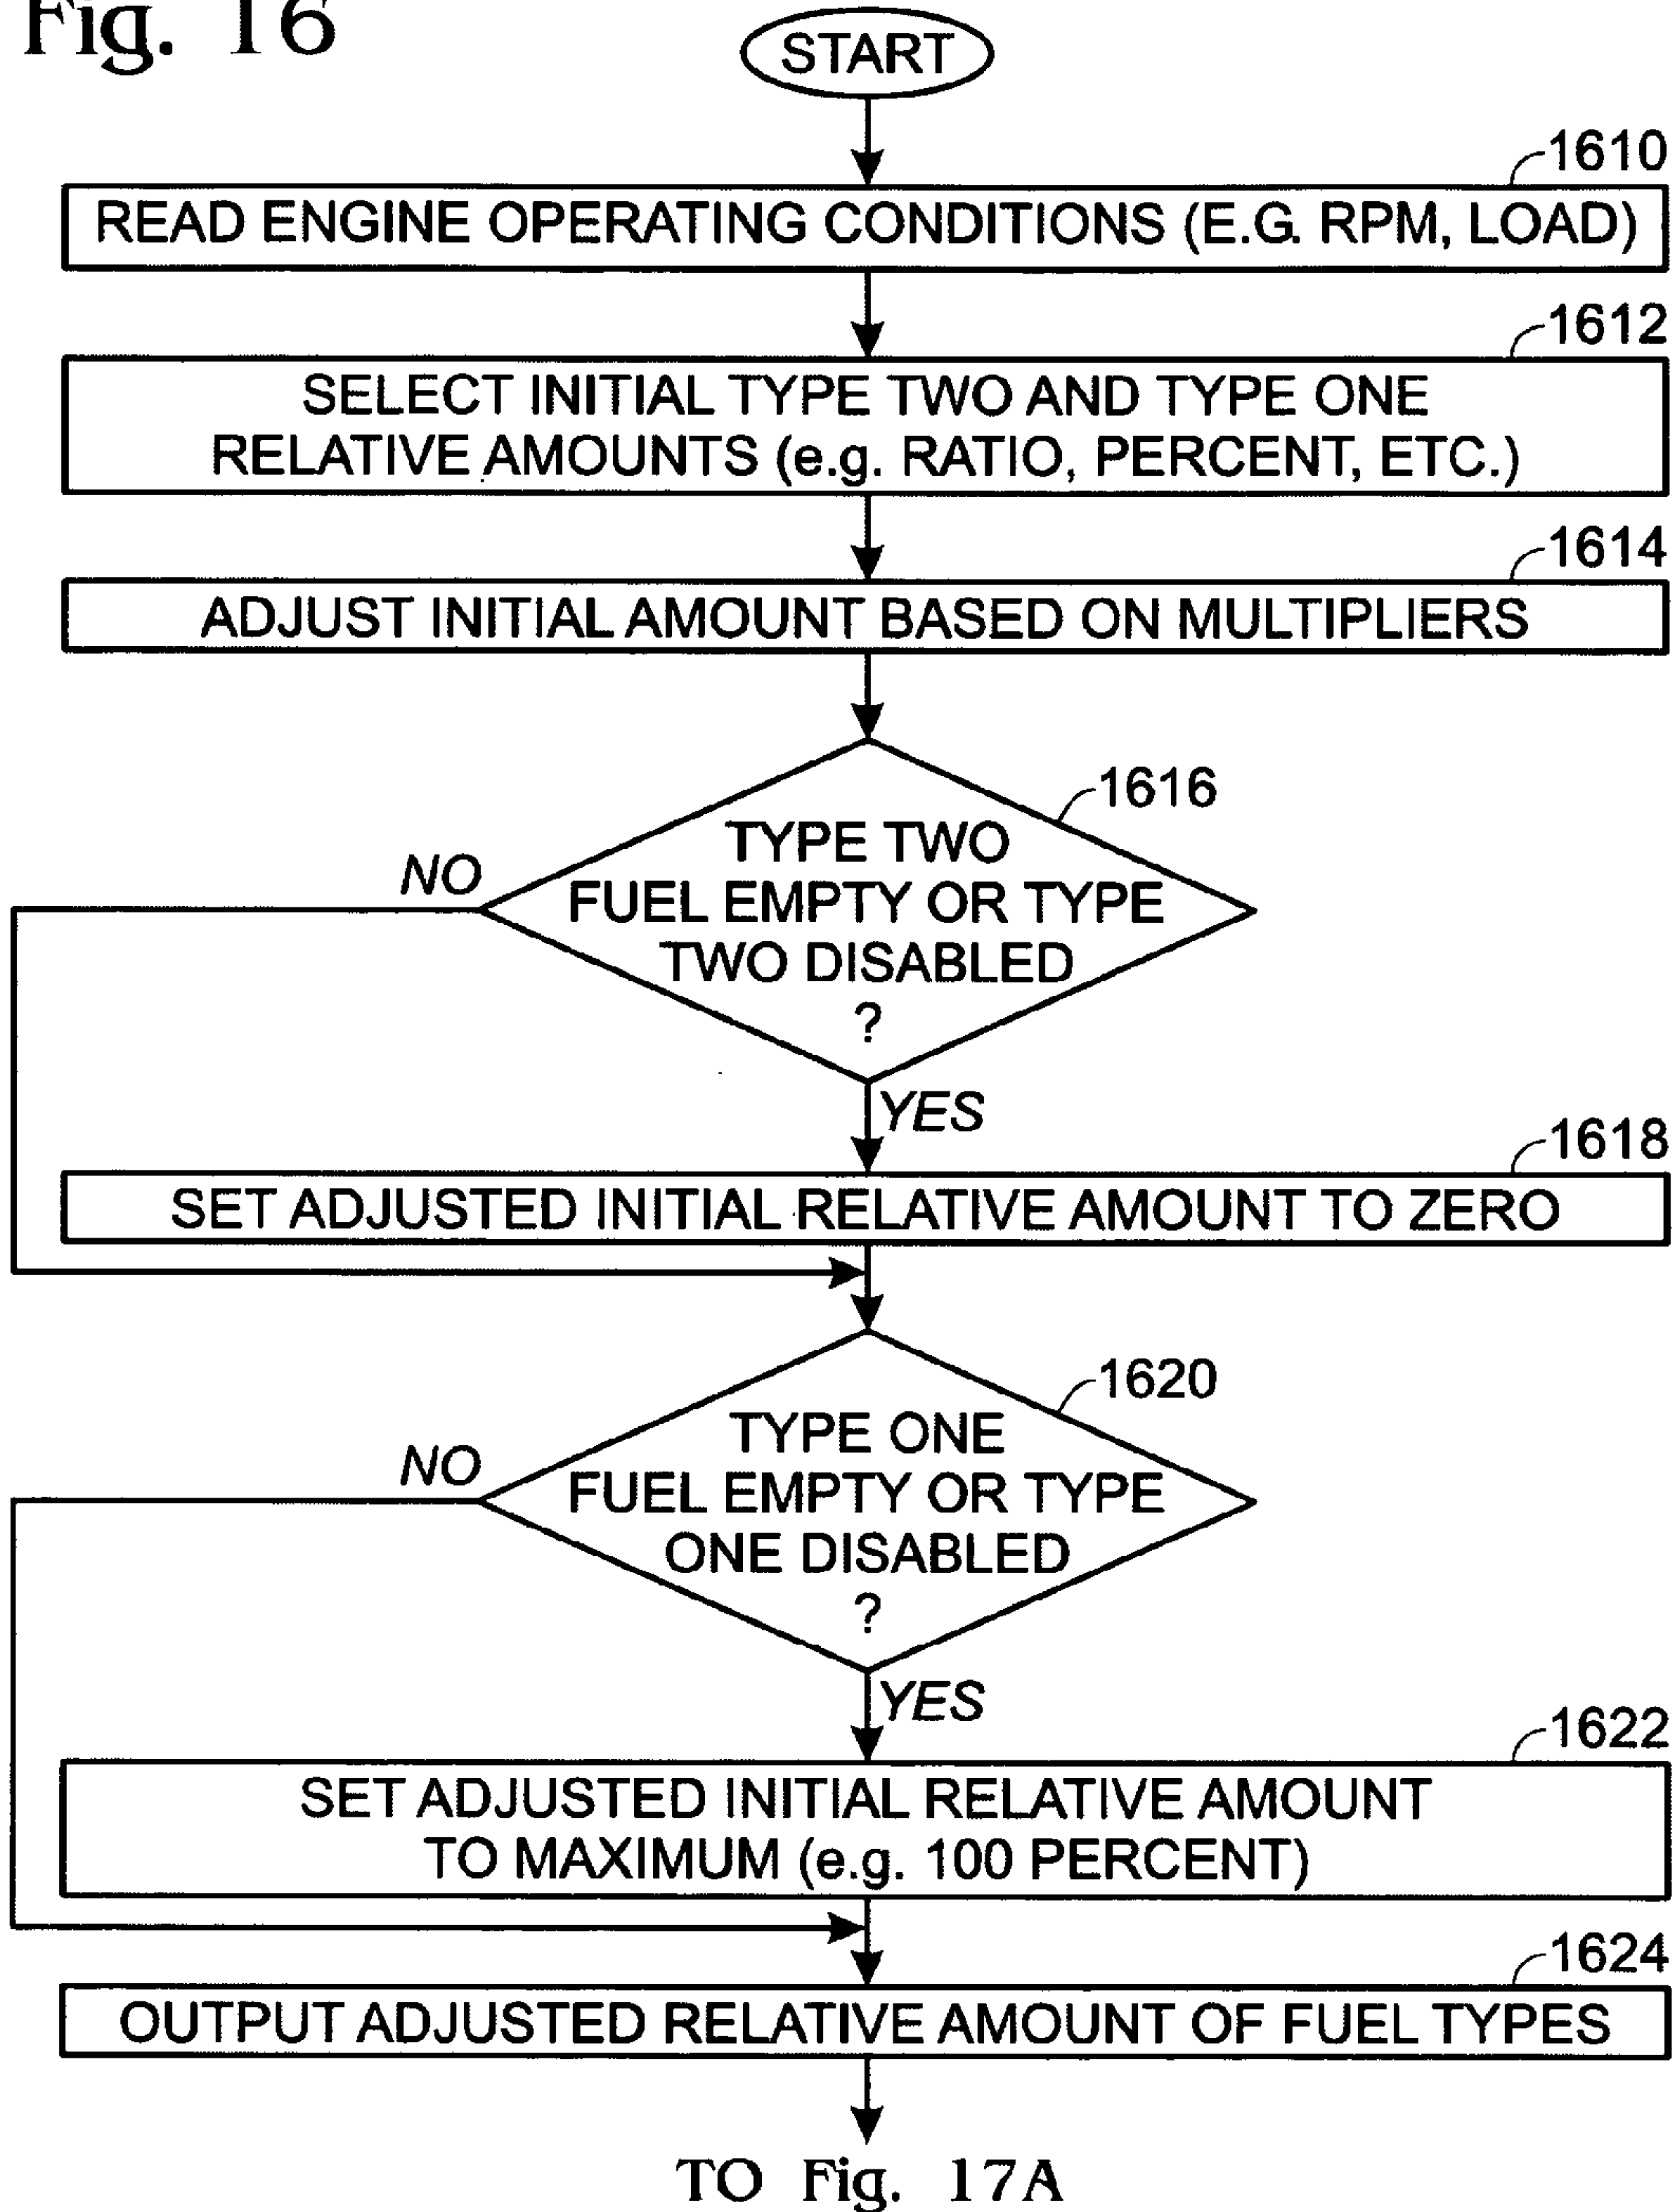 Fig. 16
START
1610
READ ENGINE OPERATING CONDITIONS (E.G. RPM, LOAD)
1612
SELECT INITIAL TYPE TWO AND TYPE ONE
RELATIVE AMOUNTS (e.g. RATIO, PERCENT, ETC.)
1614
ADJUST INITIAL AMOUNT BASED ON MULTIPLIERS
1616
TYPE TWO
NO
FUEL EMPTY OR TYPE
TWO DISABLED
?
YES
1618
SET ADJUSTED INITIAL RELATIVE AMOUNT TO ZERO
1620
TYPE ONE
NO
FUEL EMPTY OR TYPE
ONE DISABLED
?
YES
1622
SET ADJUSTED INITIAL RELATIVE AMOUNT
TO MAXIMUM (e.g. 100 PERCENT)
1624
OUTPUT ADJUSTED RELATIVE AMOUNT OF FUEL TYPES
TO Fig. 17A